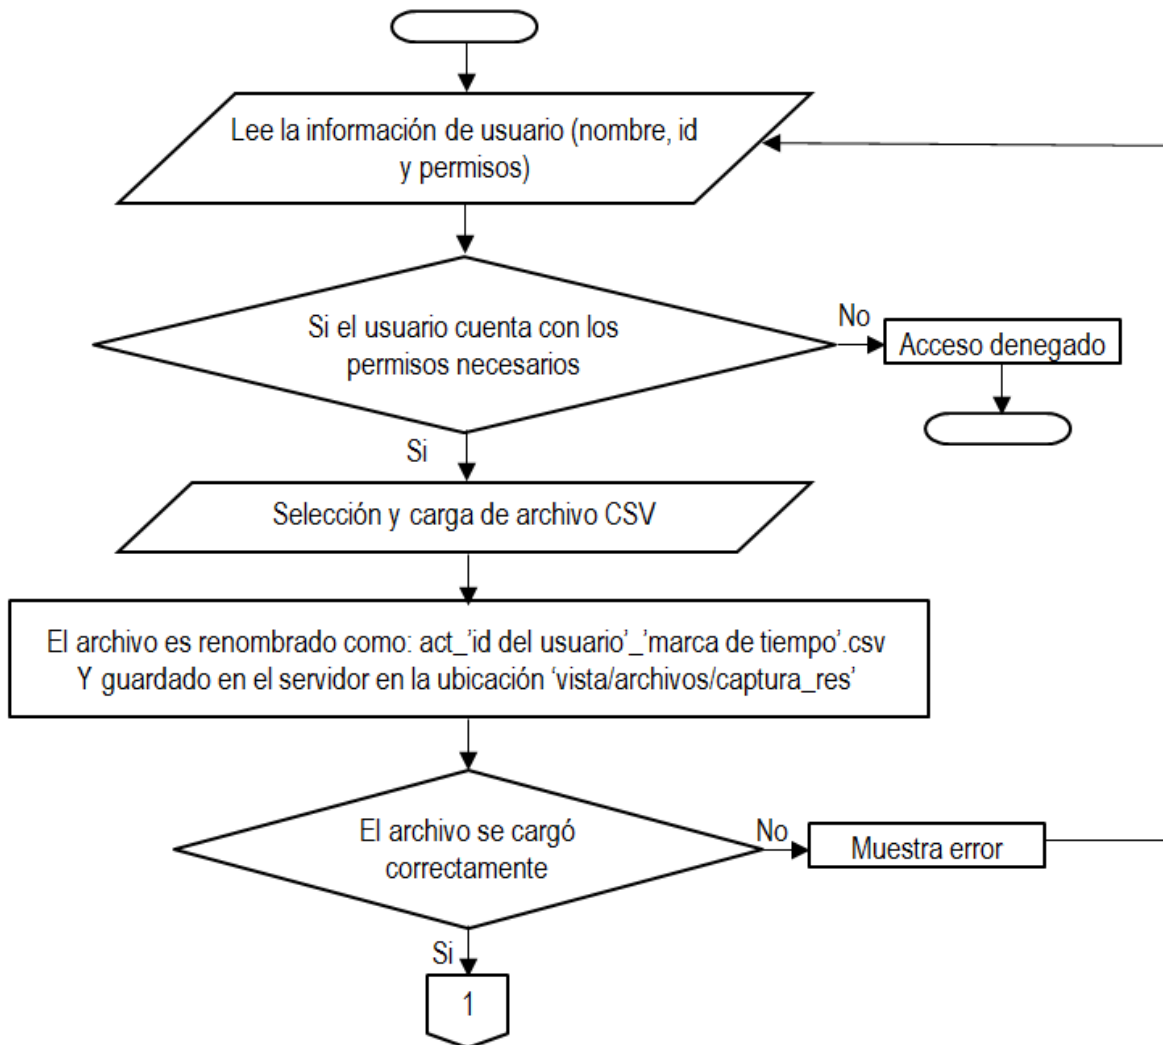 Lee la información de usuario (nombre, id
y permisos)
Si el usuario cuenta con los
permisos necesarios
No
Acceso denegado
Si
Selección y carga de archivo CSV
El archivo es renombrado como: act_’id del usuario’_’marca de tiempo’.csv
Y guardado en el servidor en la ubicación ‘vista/archivos/captura_res’
El archivo se cargó
correctamente
No
Muestra error
Si
1